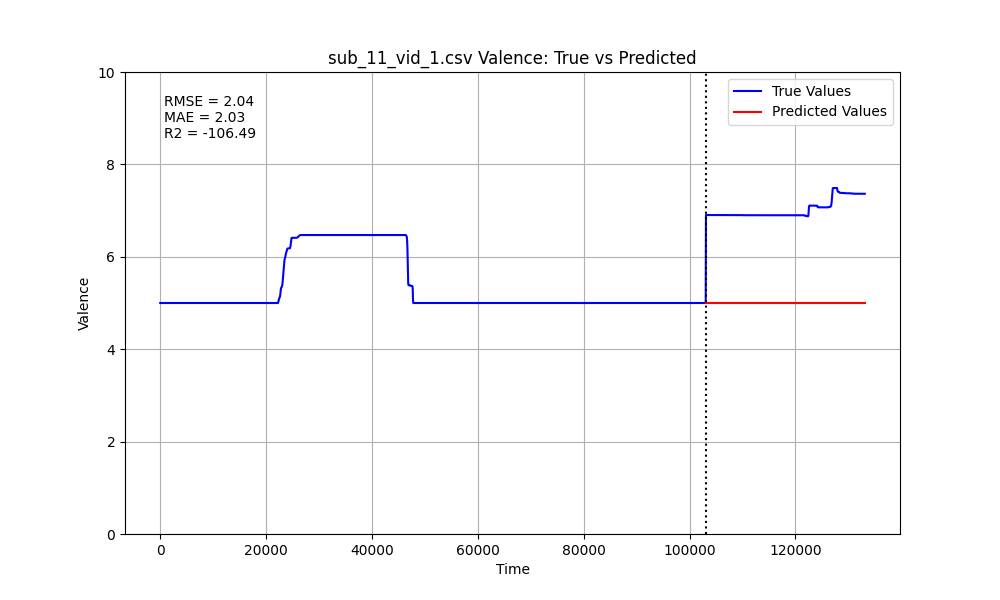 sub_11_vid_1.csv Valence: True vs Predicted
RMSE = 2.04
MAE = 2.03
R2 = -106.49
True Values
Predicted Values
10
8
6
4
2
0
Valence
0 20000 40000 60000 80000 100000 120000
Time